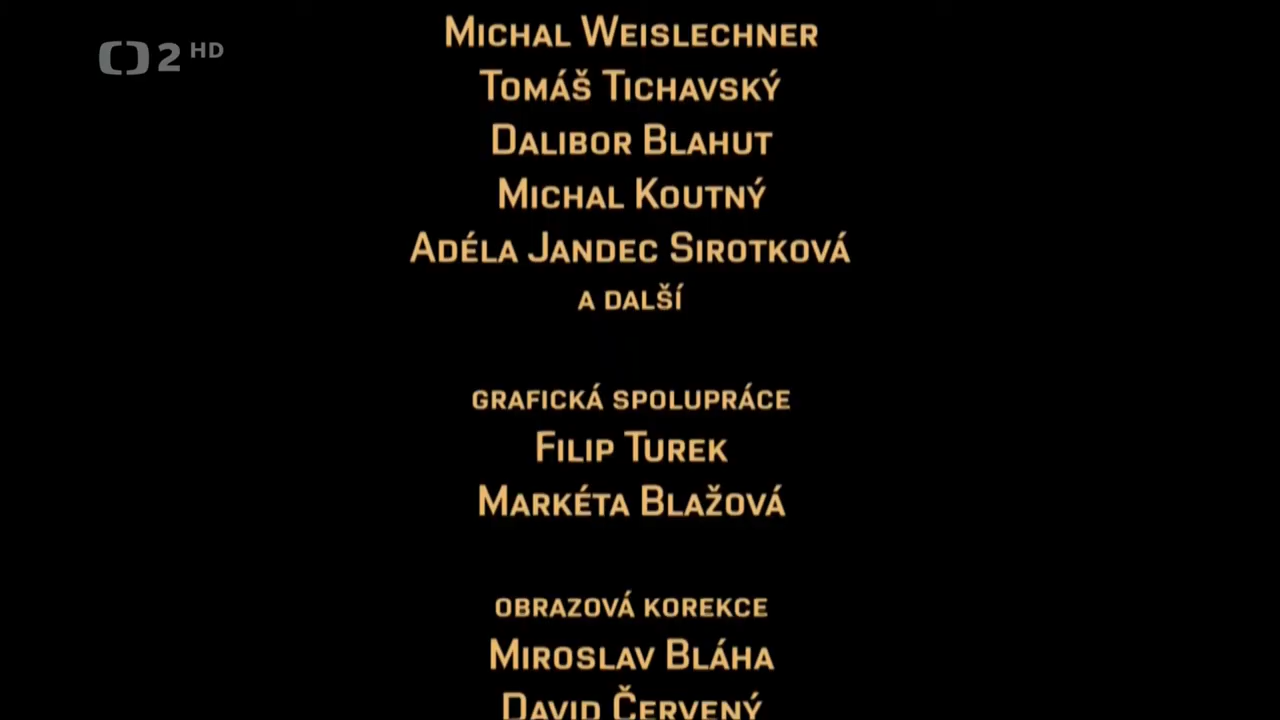 2 HD
Michal Weislechner
Tomáš Tichavský
Dalibor Blahut
Michal Koutný
Adéla Jandec Sirotková
a další
grafická spolupráce
Filip Turek
Markéta Blažová
obrazová korekce
Miroslav Bláha
David Červený